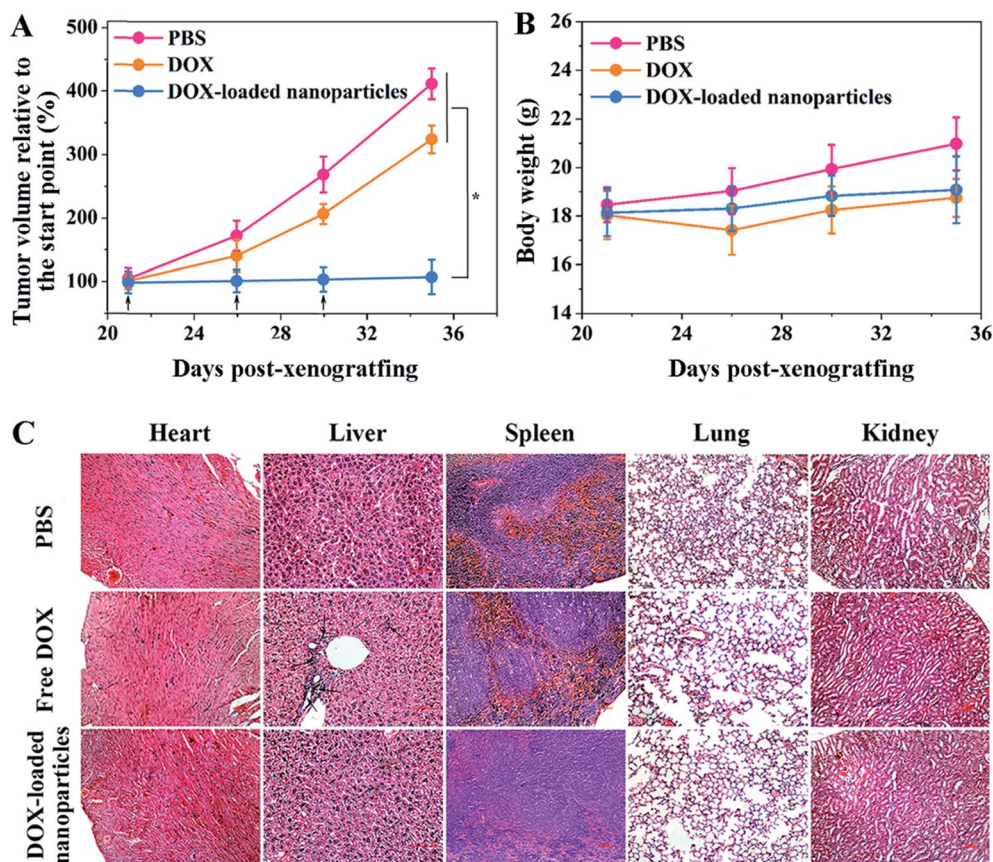 A
500
400
300
200
100
PBS
DOX
DOX-loaded nanoparticles
*
Tumor volume relative to
the start point (%)
20
24
28
32
36
Days post-xenogratfing
B
26
24
22
20
18
16
14
PBS
DOX
DOX-loaded nanoparticles
Body weight (g)
20
24
28
32
36
Days post-xenogratfing
C
Heart
Liver
Spleen
Lung
Kidney
PBS
Free DOX
DOX-loaded
nanoparticles